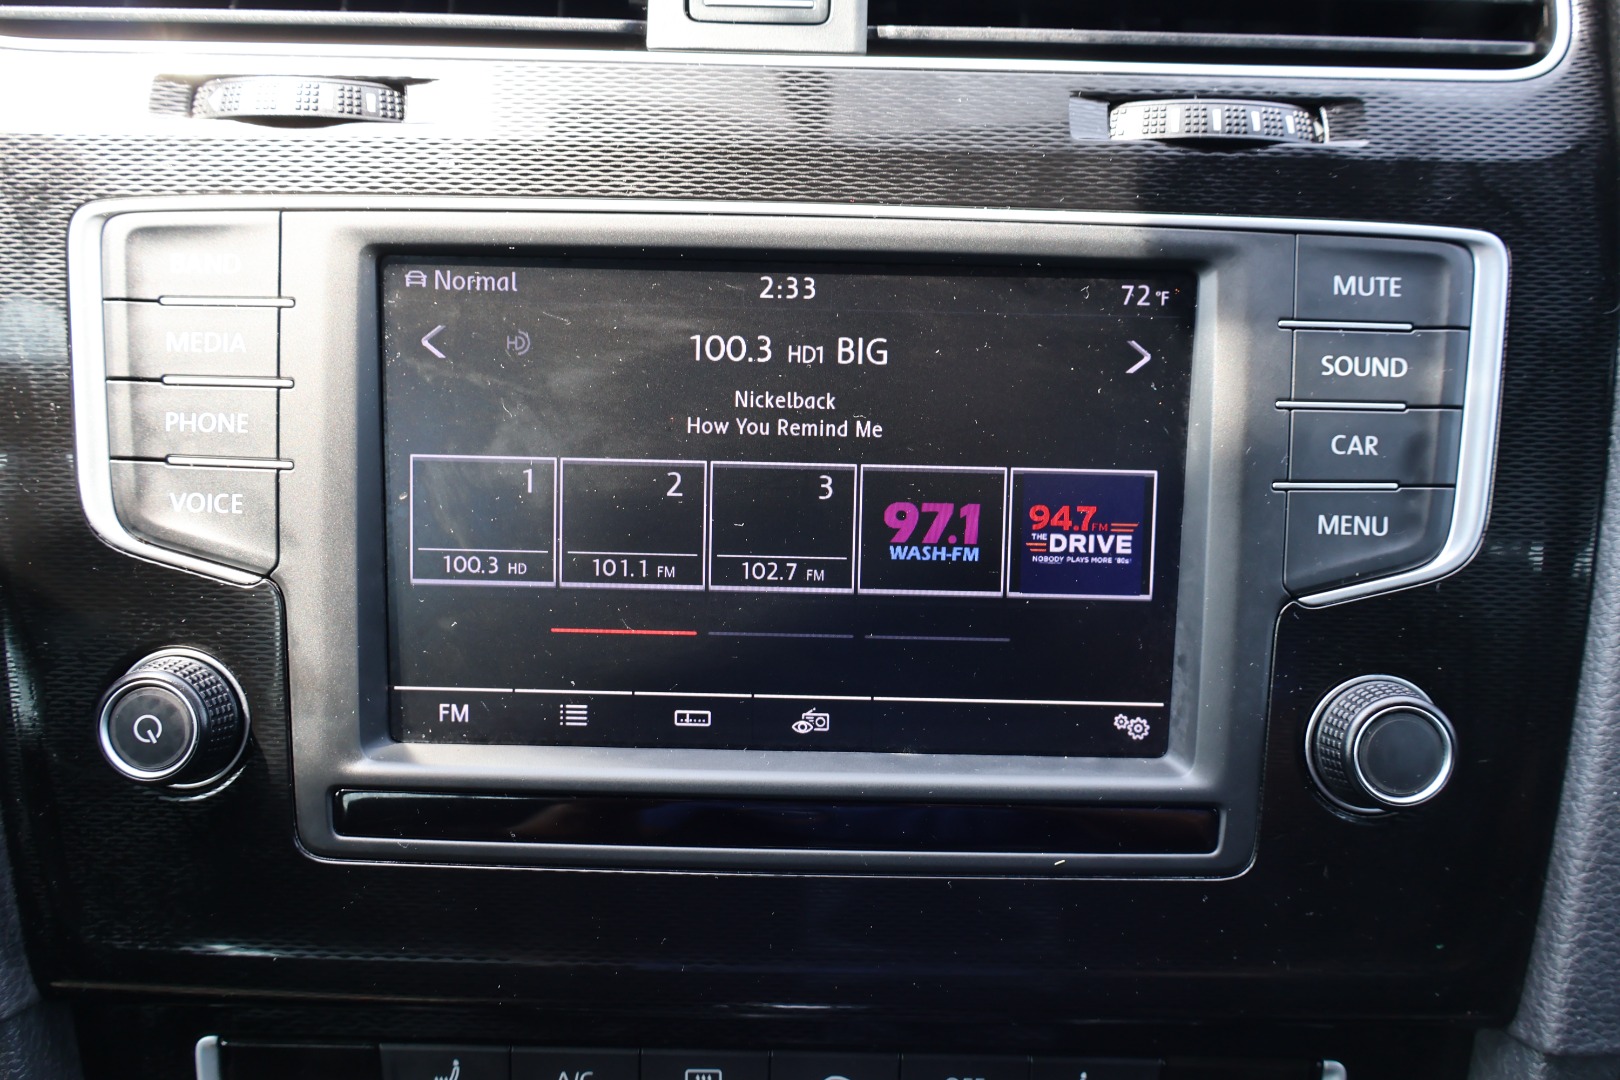 BAND
MEDIA
PHONE
VOICE
Normal
2:33
72°F
HD
100.3 HD1 BIG
Nickelback
How You Remind Me
1
100.3 HD
2
101.1 FM
3
102.7 FM
97.1
WASH-FM
94.7 FM
THE DRIVE
NOBODY PLAYS MORE '80s!
FM
MUTE
SOUND
CAR
MENU